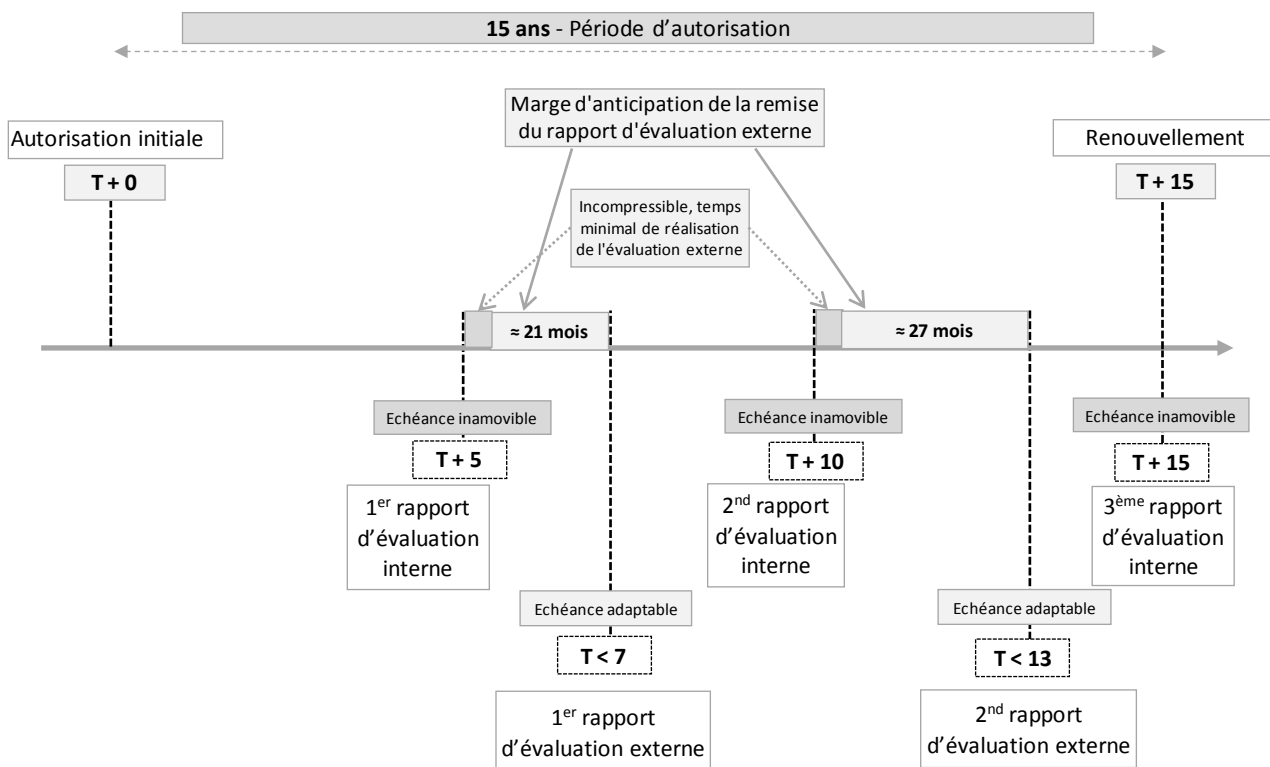 15 ans - Période d'autorisation
Marge d'anticipation de la remise
du rapport d'évaluation externe
Autorisation initiale
T + 0
Renouvellement
T + 15
Incompressible, temps
minimal de réalisation
de l'évaluation externe
≈ 21 mois
≈ 27 mois
Echéance inamovible
T + 5
1er rapport
d'évaluation
interne
Echéance inamovible
T + 10
2nd rapport
d'évaluation
interne
Echéance inamovible
T + 15
3ème rapport
d'évaluation
interne
Echéance adaptable
T < 7
1er rapport
d'évaluation externe
Echéance adaptable
T < 13
2nd rapport
d'évaluation externe